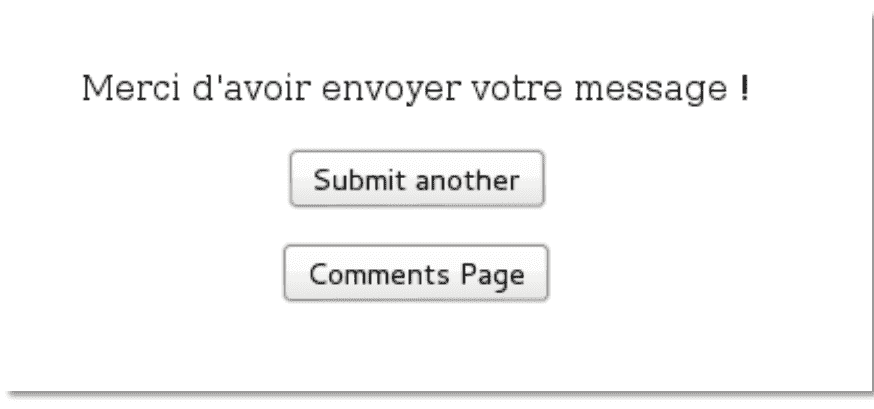 Merci d'avoir envoyer votre message !
Submit another
Comments Page